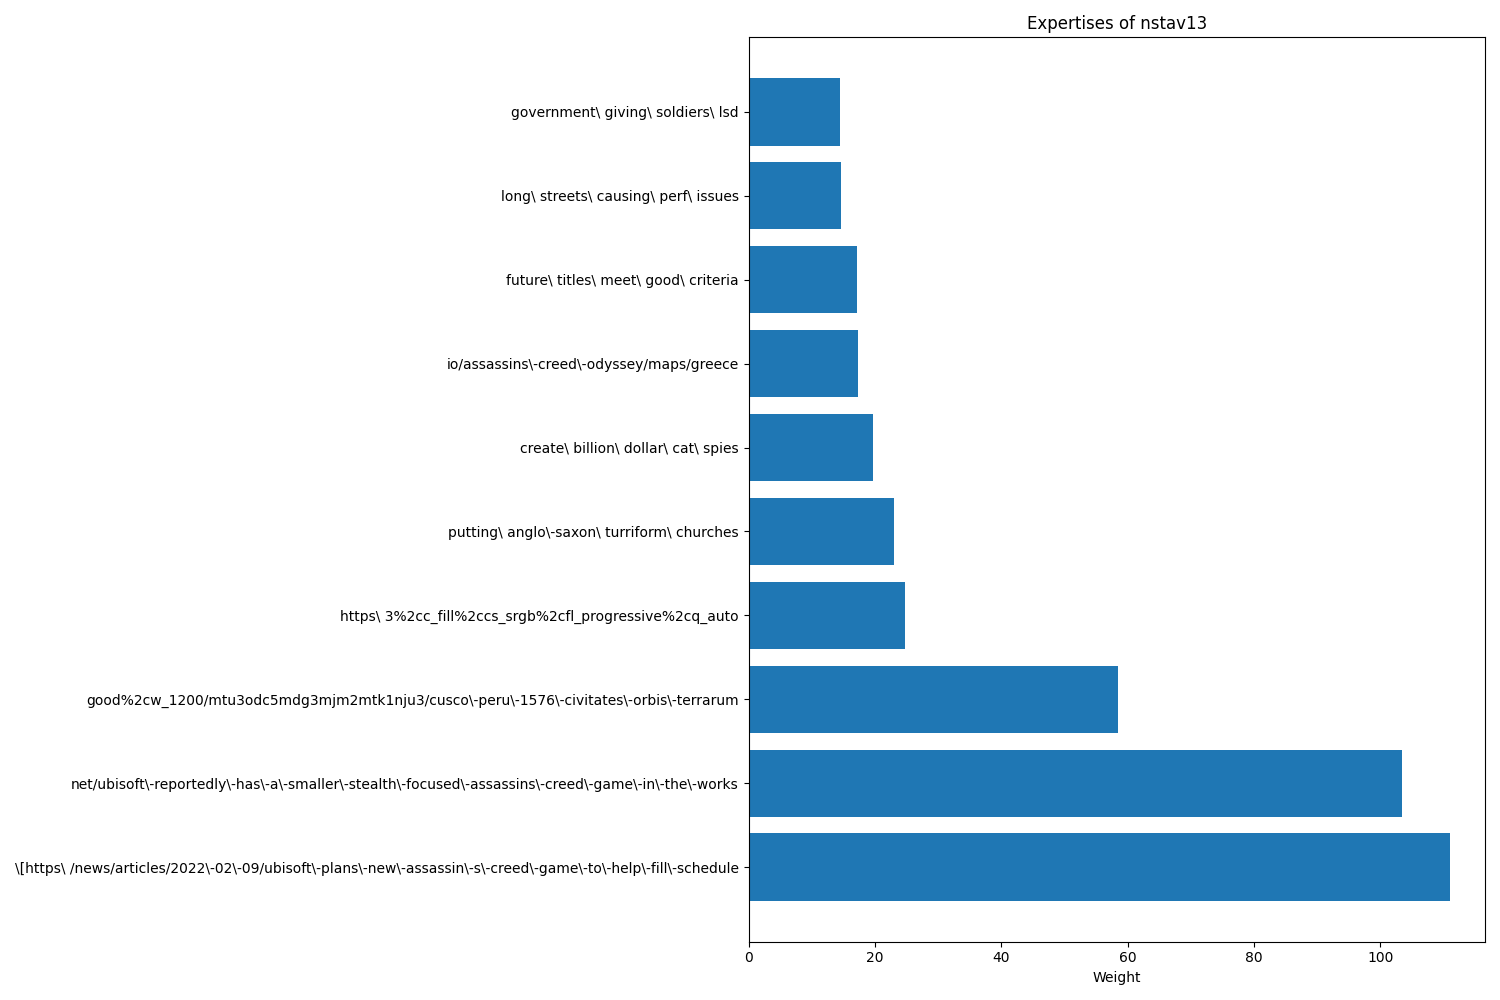 Expertises of nstav13
government\ giving\ soldiers\ lsd
long\ streets\ causing\ perf\ issues
future\ titles\ meet\ good\ criteria
io/assassins\-creed\-odyssey/maps/greece
create\ billion\ dollar\ cat\ spies
putting\ anglo\-saxon\ turriform\ churches
https\ 3%2cc_fill%2ccs_srgb%2cfl_progressive%2cq_auto
good%2cw_1200/mtu3odc5mdg3mjm2mtk1nju3/cusco\-peru\-1576\-civitates\-orbis\-terrarum
net/ubisoft\-reportedly\-has\-a\-smaller\-stealth\-focused\-assassins\-creed\-game\-in\-the\-works
\[https\ /news/articles/2022\-02\-09/ubisoft\-plans\-new\-assassin\-s\-creed\-game\-to\-help\-fill\-schedule
0 20 40 60 80 100
Weight